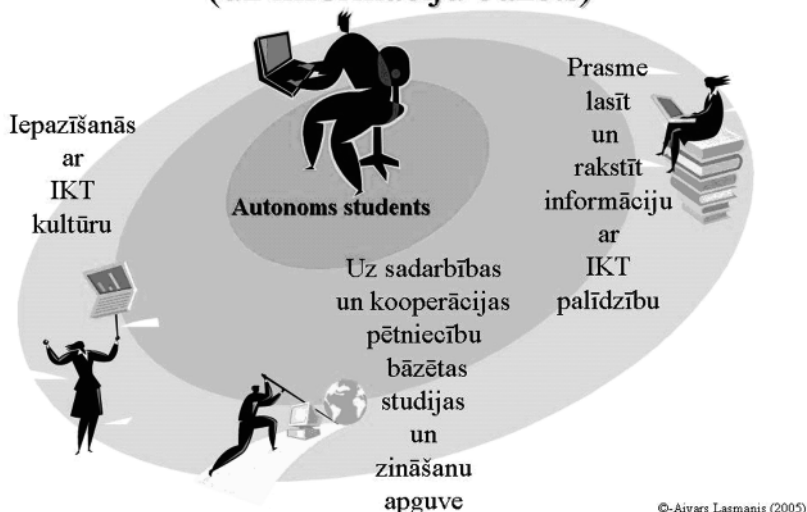 Iepazīšanās
ar
IKT
kultūru
Autonoms students
Prasme
lasīt
un
rakstīt
informāciju
ar
IKT
palīdzību
Uz sadarbības
un kooperācijas
pētniecību
bāzētas
studijas
un
zināšanu
apguve
©-Aivars Lasmanis (2005)